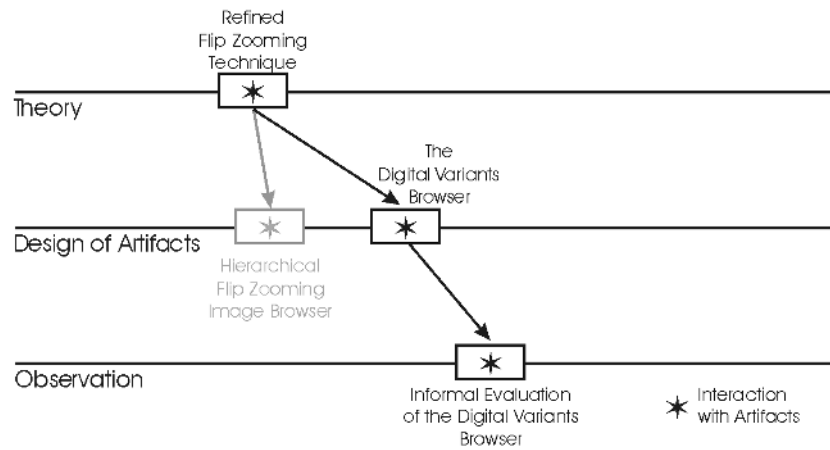 Refined
Flip Zooming
Technique
Theory
The
Digital Variants
Browser
Design of Artifacts
Hierarchical
Flip Zooming
Image Browser
Observation
Informal Evaluation
of the Digital Variants
Browser
Interaction
with Artifacts